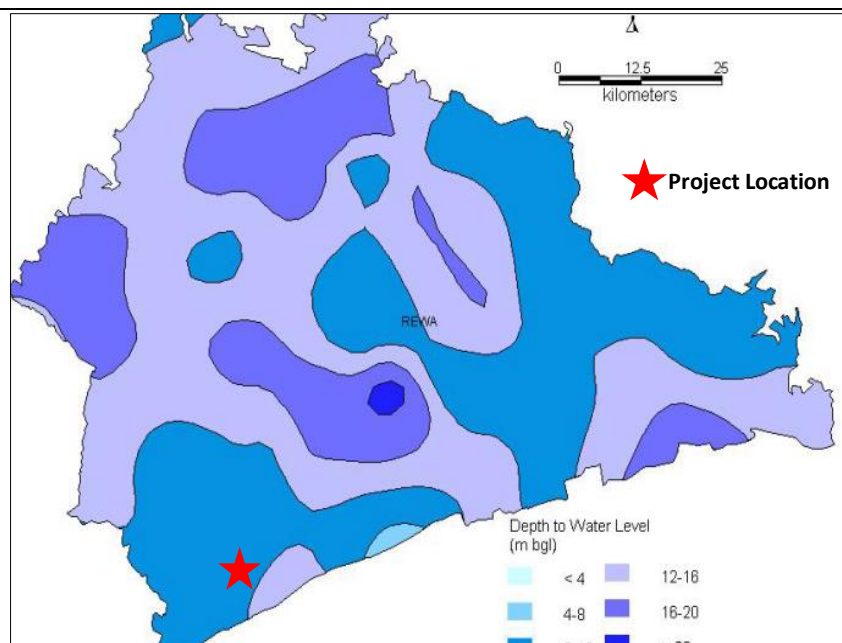 0 12.5 25
kilometers
Project Location
REWA
Depth to Water Level
(m bgl)
< 4 12-16
4-8 16-20